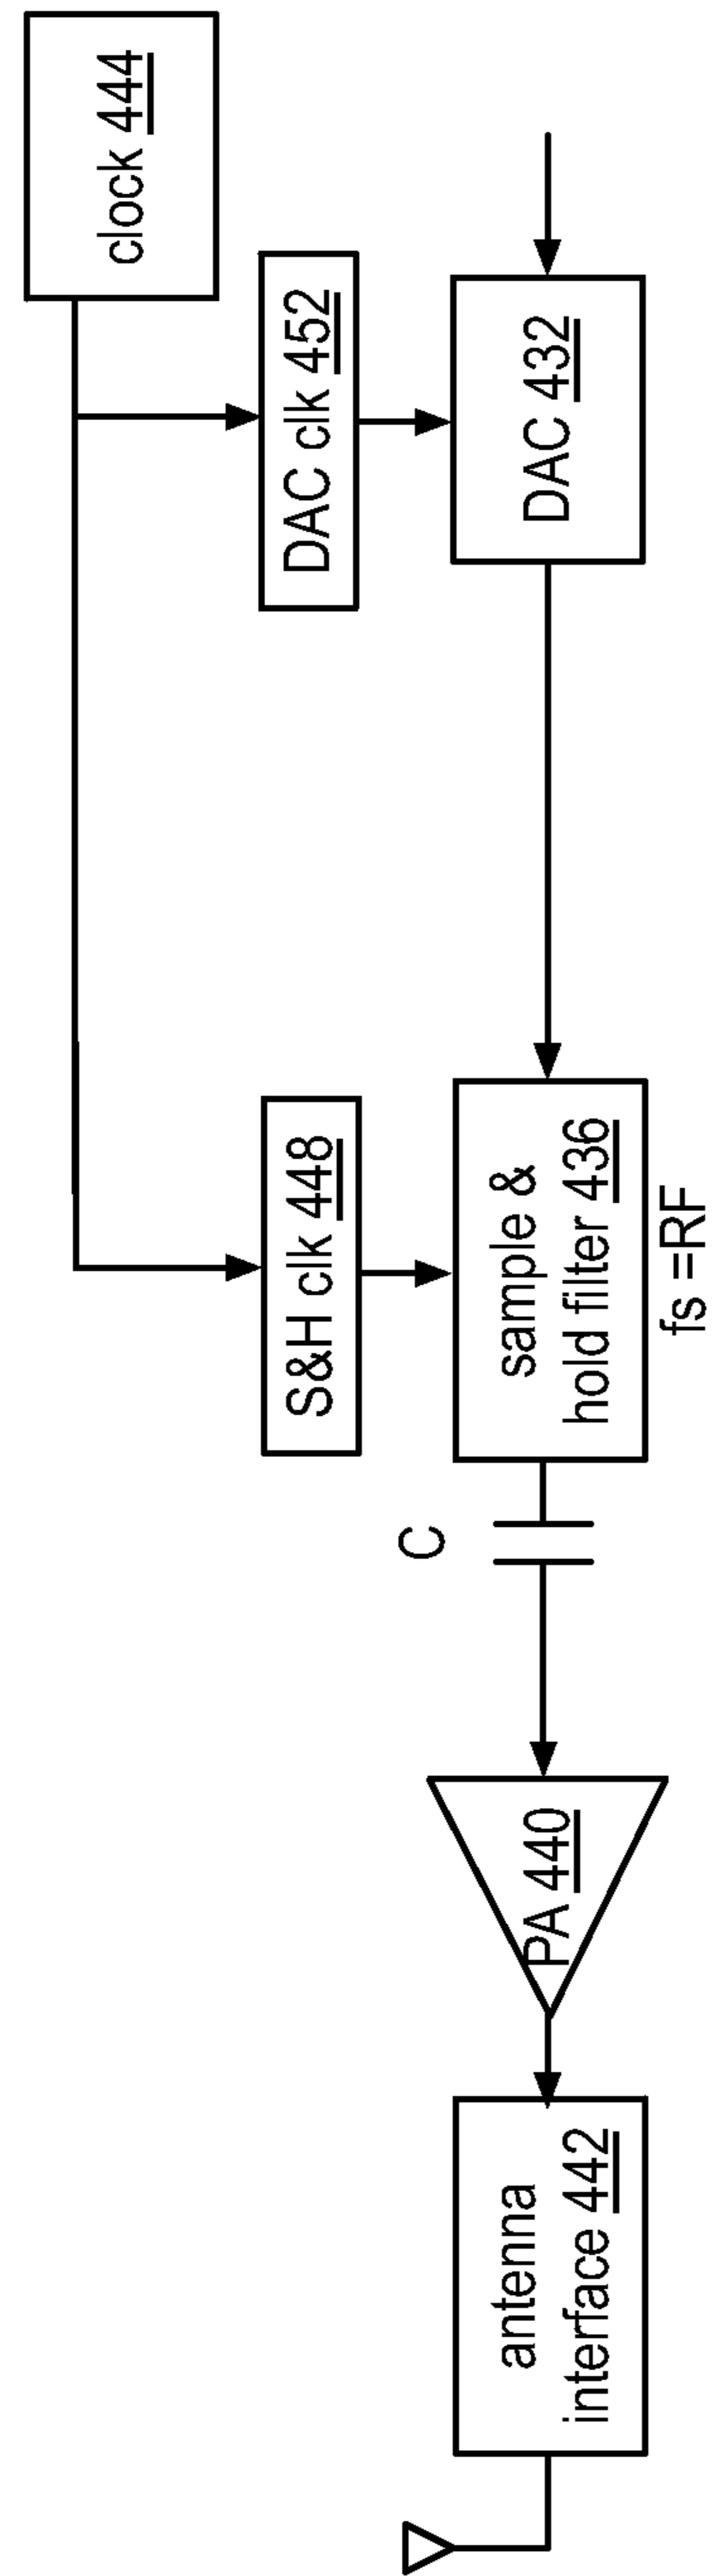 clock 444
S&H clk 448
DAC clk 452
C
antenna
interface 442
PA 440
sample &
hold filter 436
DAC 432
fs =RF